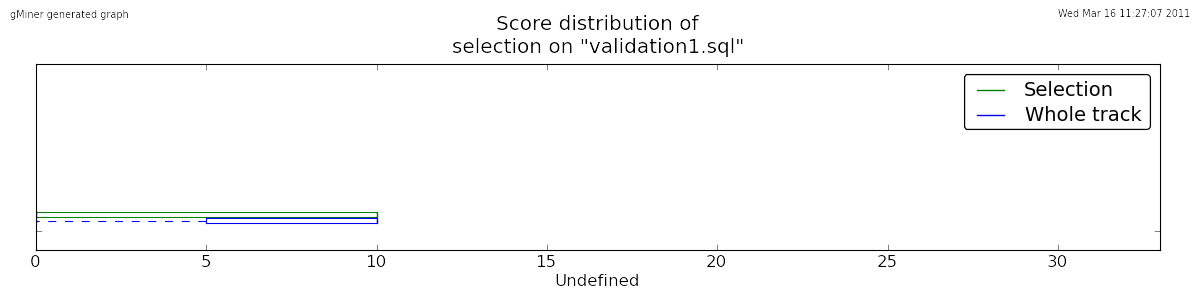 gMiner generated graph
Wed Mar 16 11:27:07 2011
Score distribution of
selection on "validation1.sql"
Selection
Whole track
0 5 10 15 20 25 30
Undefined